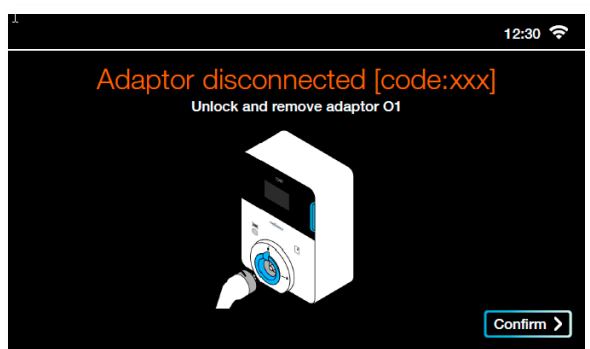 12:30
Adaptor disconnected [code:xxx]
Unlock and remove adaptor O1
Confirm